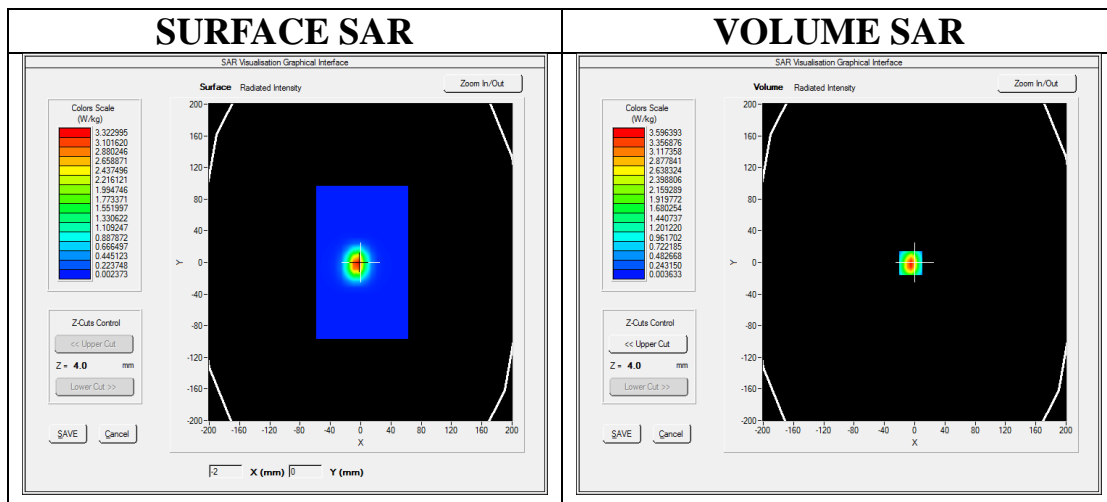 SURFACE SAR
VOLUME SAR
SAR Visualisation Graphical Interface
Surface Radiated Intensity
Zoom In/Out
Colors Scale
(W/kg)
3.322995
3.101620
2.880246
2.658871
2.437496
2.216121
1.994746
1.773371
1.551997
1.330622
1.109247
0.887872
0.666497
0.445123
0.223748
0.002373
Z-Cuts Control
<< Upper Cut
Z = 4.0 mm
Lower Cut >>
SAVE
Cancel
200
160
120
80
40
0
-40
-80
-120
-160
-200
Y
-200 -160 -120 -80 -40 0 40 80 120 160 200
X
-2 X (mm) 0 Y (mm)
SAR Visualisation Graphical Interface
Volume Radiated Intensity
Zoom In/Out
Colors Scale
(W/kg)
3.596393
3.356876
3.117358
2.877841
2.638324
2.398806
2.159289
1.919772
1.680254
1.440737
1.201220
0.961702
0.722185
0.482668
0.243150
0.003633
Z-Cuts Control
<< Upper Cut
Z = 4.0 mm
Lower Cut >>
SAVE
Cancel
200
160
120
80
40
0
-40
-80
-120
-160
-200
Y
-200 -160 -120 -80 -40 0 40 80 120 160 200
X